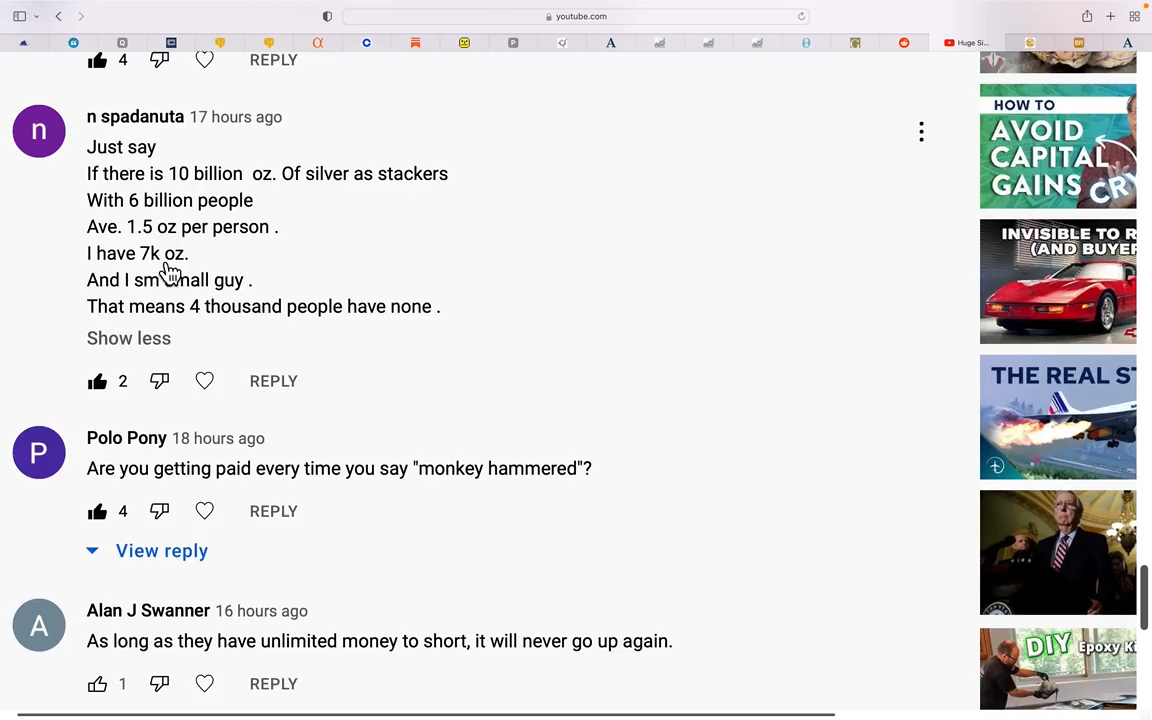 youtube.com
Huge Si...
4
REPLY
n
n spadanuta 17 hours ago
Just say
If there is 10 billion oz. Of silver as stackers
With 6 billion people
Ave. 1.5 oz per person .
I have 7k oz.
And I sm small guy .
That means 4 thousand people have none .
Show less
2
REPLY
P
Polo Pony 18 hours ago
Are you getting paid every time you say "monkey hammered"?
4
REPLY
View reply
A
Alan J Swanner 16 hours ago
As long as they have unlimited money to short, it will never go up again.
1
REPLY
HOW TO
AVOID
CAPITAL
GAINS
CRY
INVISIBLE TO R
(AND BUYER
THE REAL ST
DIY Epoxy Ki